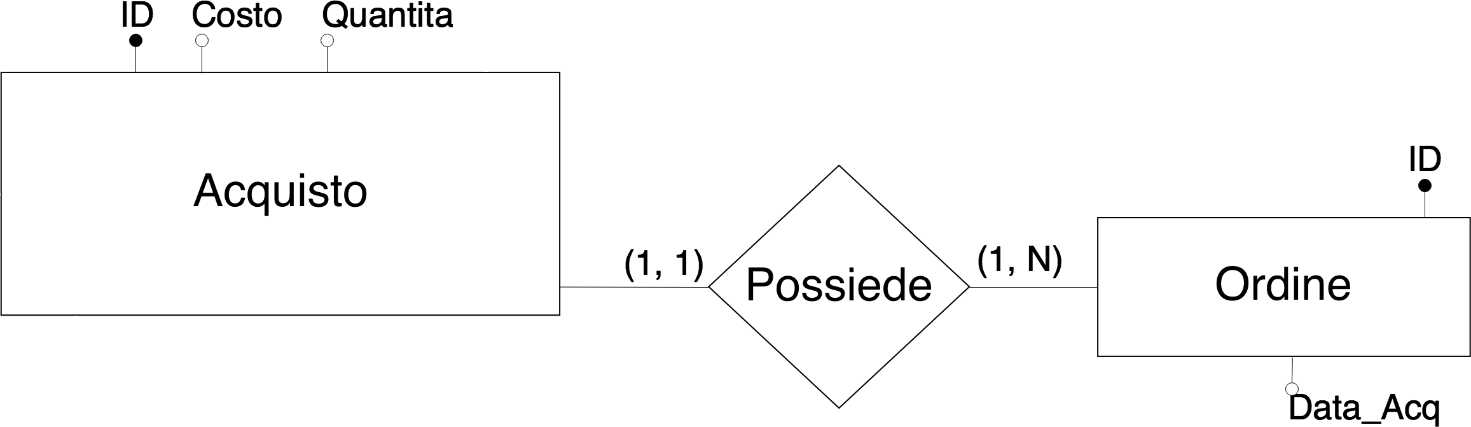 ID Costo Quantita
Acquisto
ID
(1, 1) Possiede (1, N) Ordine
Data_Acq